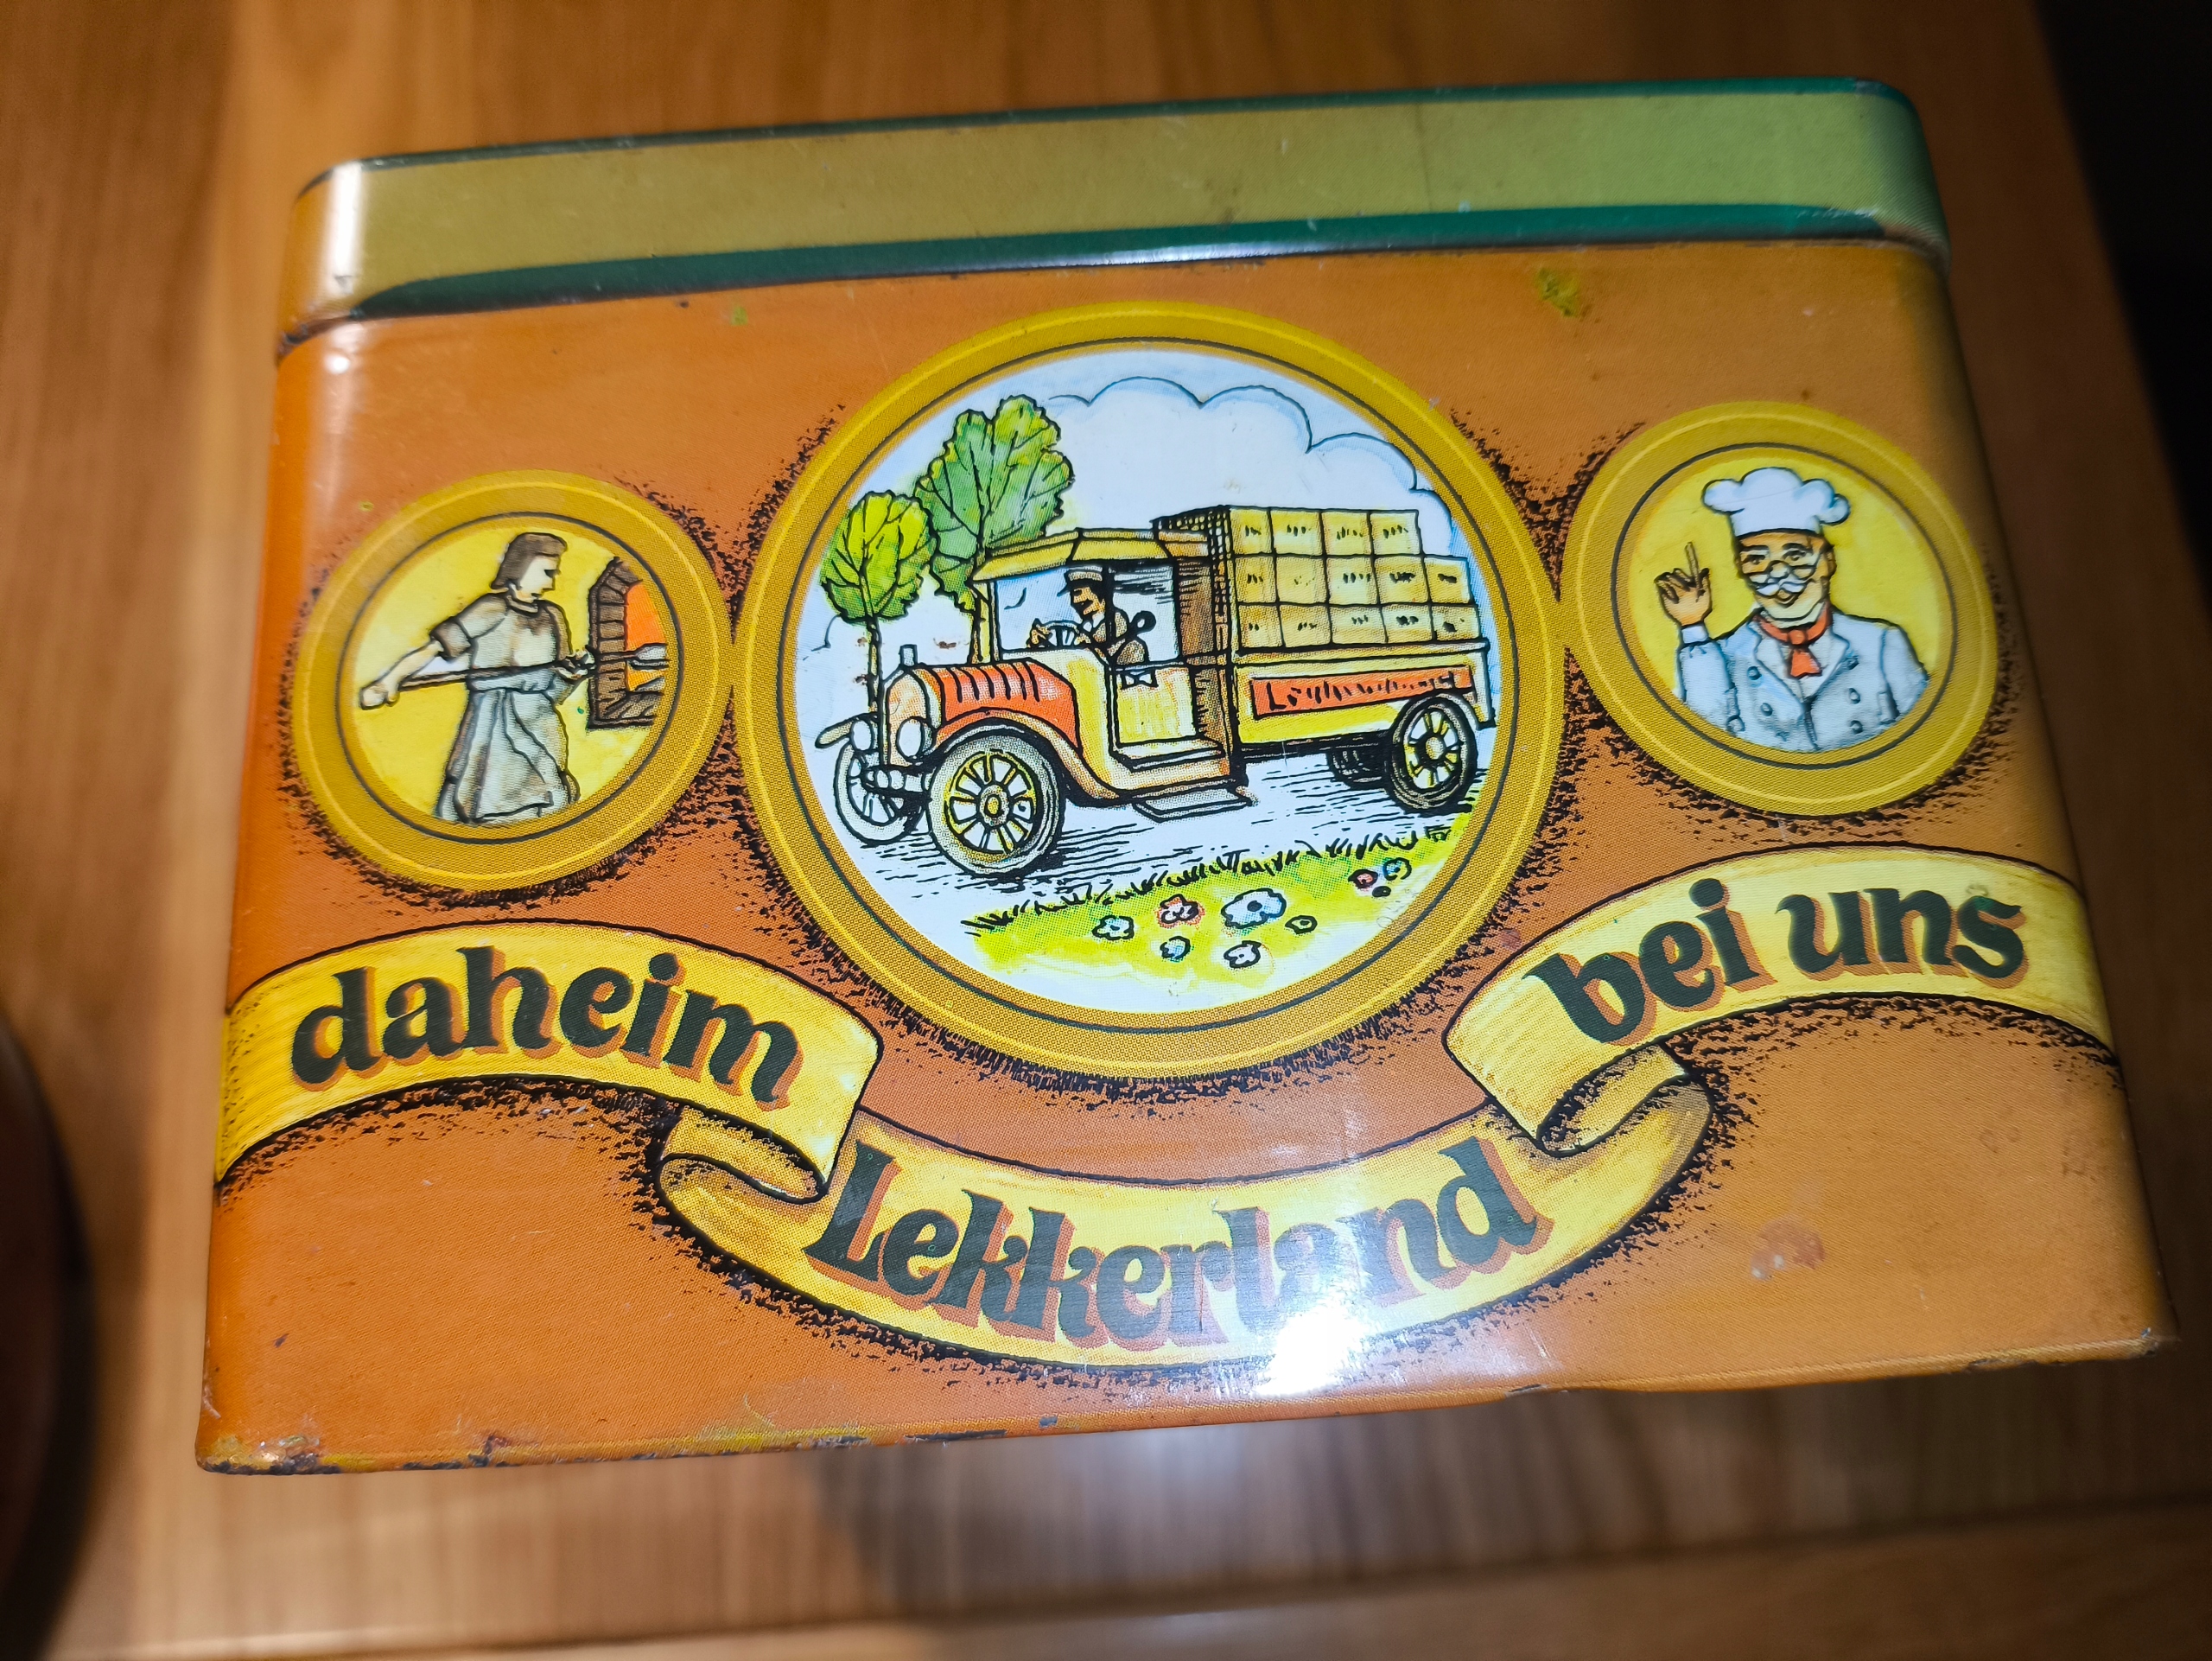 daheim
Lekkerland
bei uns